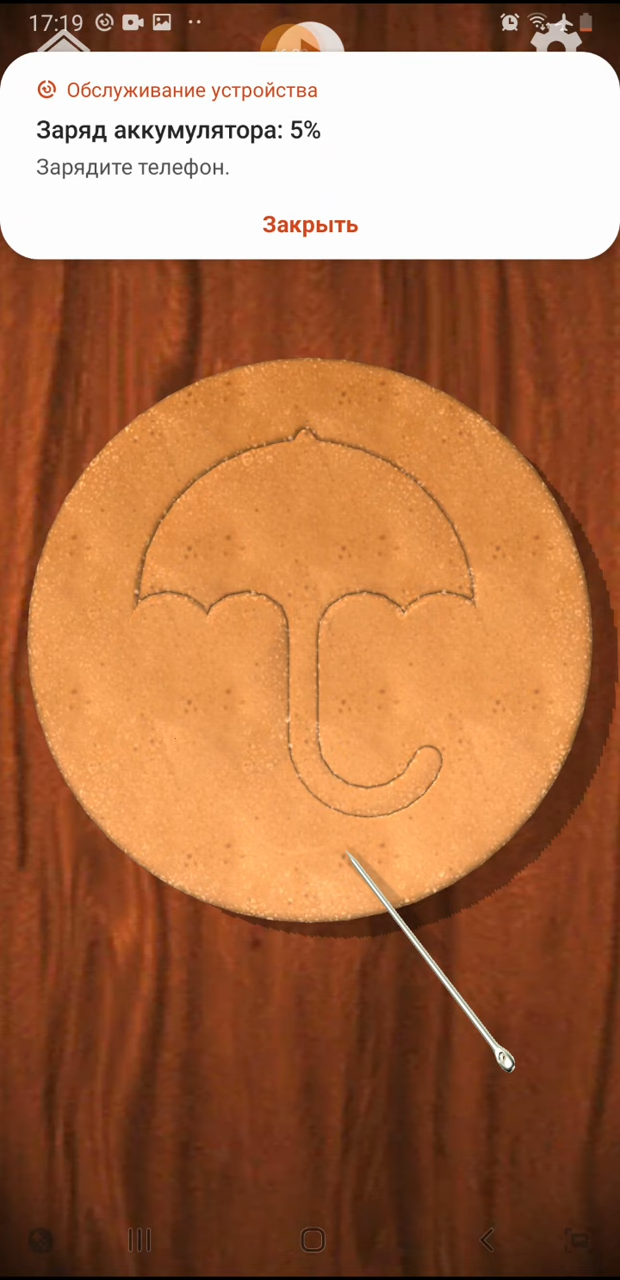 17:19
Обслуживание устройства
Заряд аккумулятора: 5%
Зарядите телефон.
Закрыть